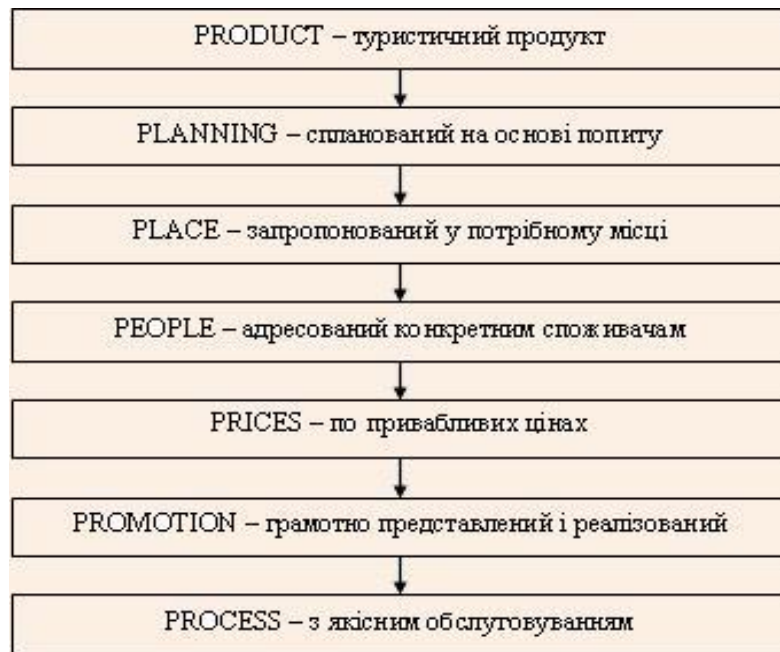 PRODUCT – туристичний продукт
PLANNING – спланований на основі попиту
PLACE – запропонований у потрібному місці
PEOPLE – адресований конкретним споживачам
PRICES – по привабливих цінах
PROMOTION – грамотно представлений і реалізований
PROCESS – з якісним обслутовуванням